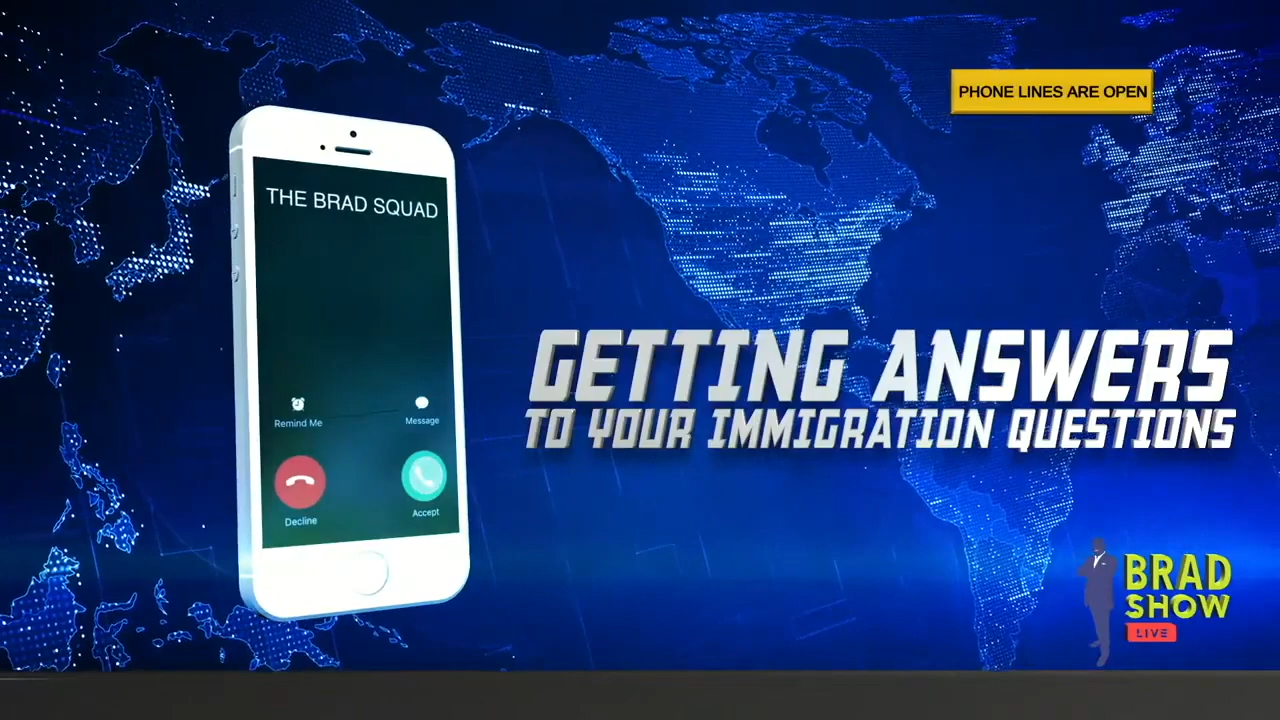 PHONE LINES ARE OPEN
THE BRAD SQUAD
Remind Me
Message
Decline
Accept
GETTING ANSWERS
TO YOUR IMMIGRATION QUESTIONS
BRAD
SHOW
LIVE